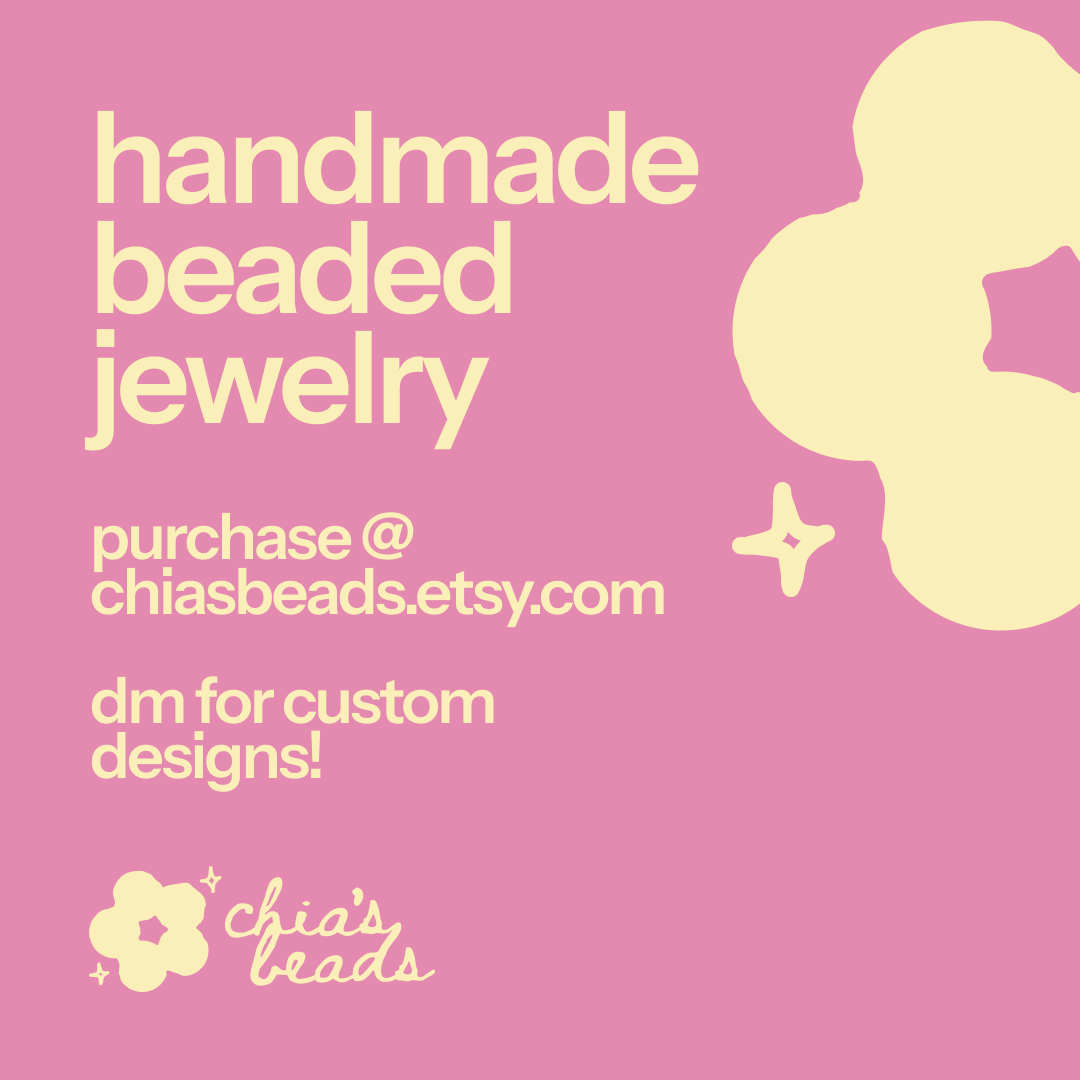 handmade
beaded
jewelry
purchase @
chiasbeads.etsy.com
dm for custom
designs!
chia's
beads